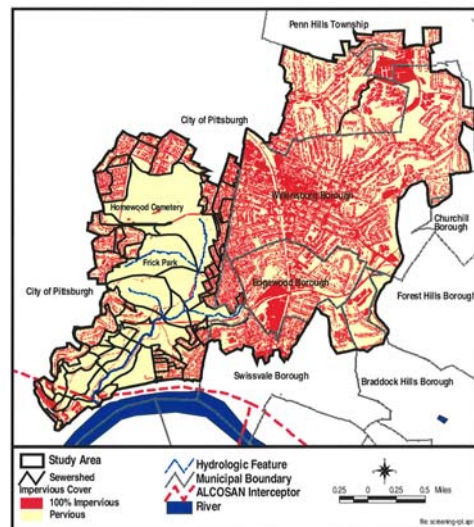 Penn Hills Township
City of Pittsburgh
Homewood Cemetery
Wilkinsburg Borough
Churchill
Borough
Frick Park
Edgewood Borough
City of Pittsburgh
Forest Hills Borough
Swissvale Borough
Braddock Hills Borough
Study Area
Sewershed
Impervious Cover
100% Impervious
Pervious
Hydrologic Feature
Municipal Boundary
ALCOSAN Interceptor
River
0.25 0 0.25 0.5 Miles